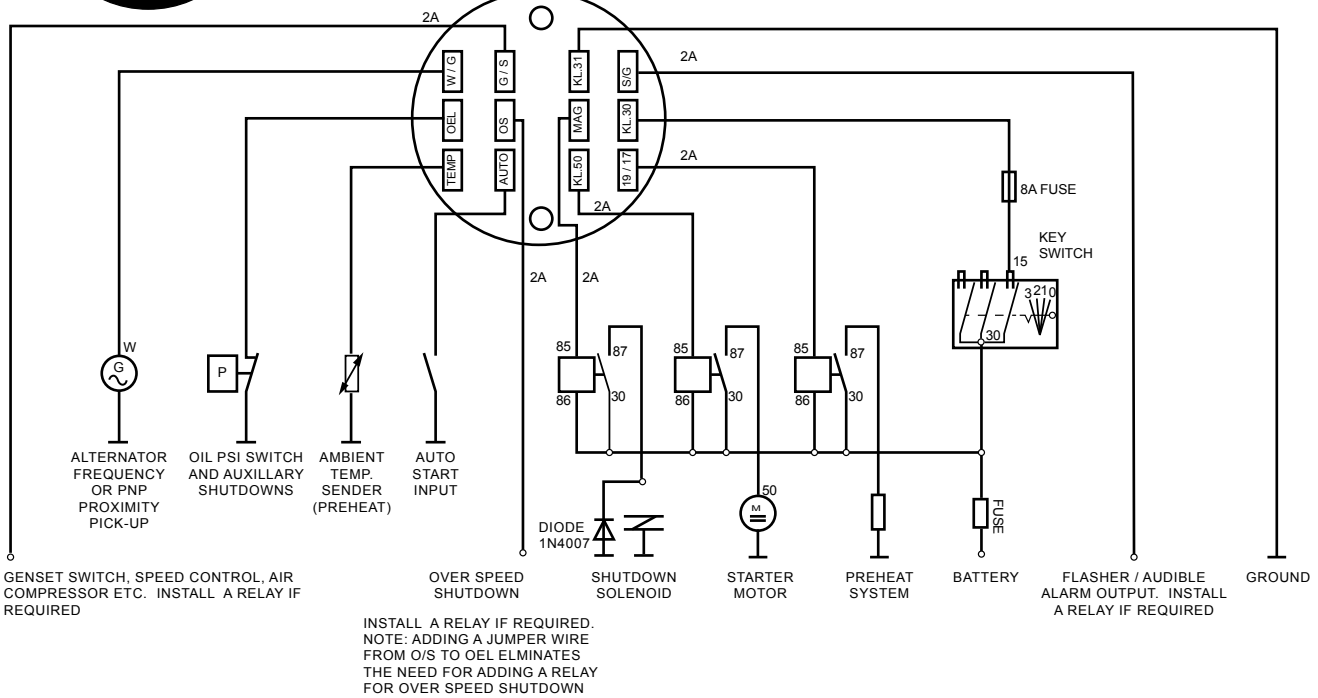 2A
W / G
G / S
KL.31
S/G
2A
OEL
OS
MAG
KL.30
TEMP
AUTO
KL.50
19 / 17
2A
2A
8A FUSE
KEY
SWITCH
15
3210
30
2A
2A
85
87
86
30
85
87
86
30
85
87
86
30
W
G
P
ALTERNATOR
FREQUENCY
OR PNP
PROXIMITY
PICK-UP
OIL PSI SWITCH
AND AUXILLARY
SHUTDOWNS
AMBIENT
TEMP.
SENDER
(PREHEAT)
AUTO
START
INPUT
DIODE
1N4007
50
M
FUSE
GENSET SWITCH, SPEED CONTROL, AIR
COMPRESSOR ETC. INSTALL A RELAY IF
REQUIRED
OVER SPEED
SHUTDOWN
SHUTDOWN
SOLENOID
STARTER
MOTOR
PREHEAT
SYSTEM
BATTERY
FLASHER / AUDIBLE
ALARM OUTPUT. INSTALL
A RELAY IF REQUIRED
GROUND
INSTALL A RELAY IF REQUIRED.
NOTE: ADDING A JUMPER WIRE
FROM O/S TO OEL ELMINATES
THE NEED FOR ADDING A RELAY
FOR OVER SPEED SHUTDOWN